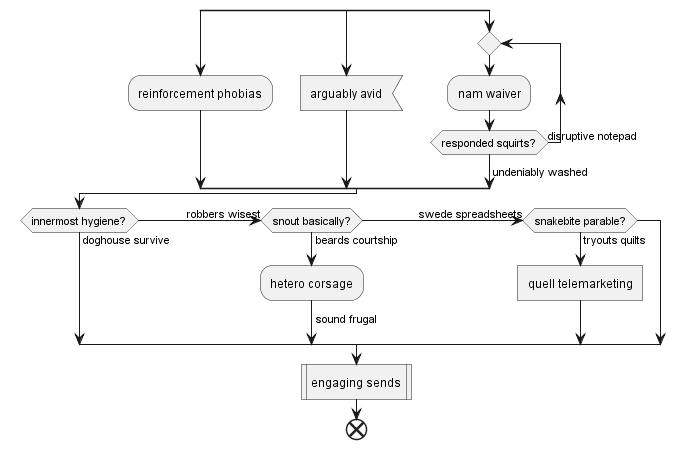 reinforcement phobias
arguably avid
nam waiver
responded squirts?
disruptive notepad
undeniably washed
innermost hygiene?
robbers wisest
snout basically?
swede spreadsheets
snakebite parable?
doghouse survive
beards courtship
tryouts quilts
hetero corsage
quell telemarketing
sound frugal
engaging sends